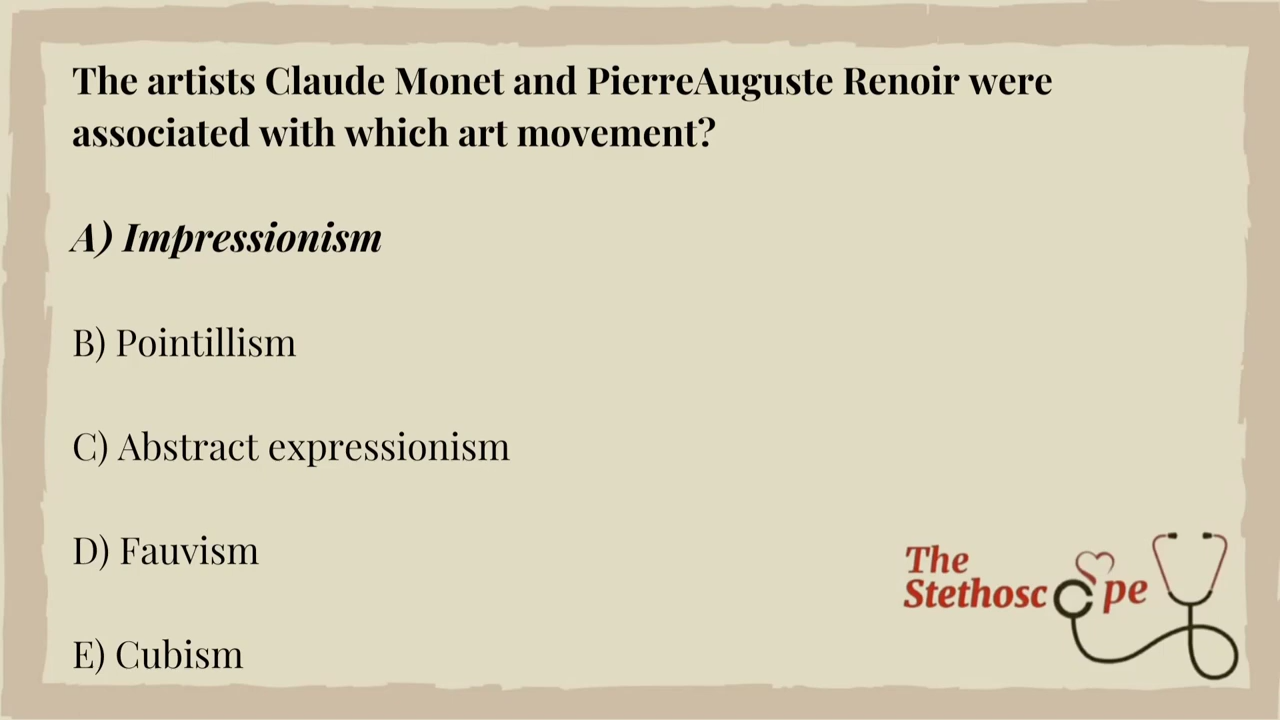 The artists Claude Monet and PierreAuguste Renoir were
associated with which art movement?
A) Impressionism
B) Pointillism
C) Abstract expressionism
D) Fauvism
E) Cubism
The
Stethoscope